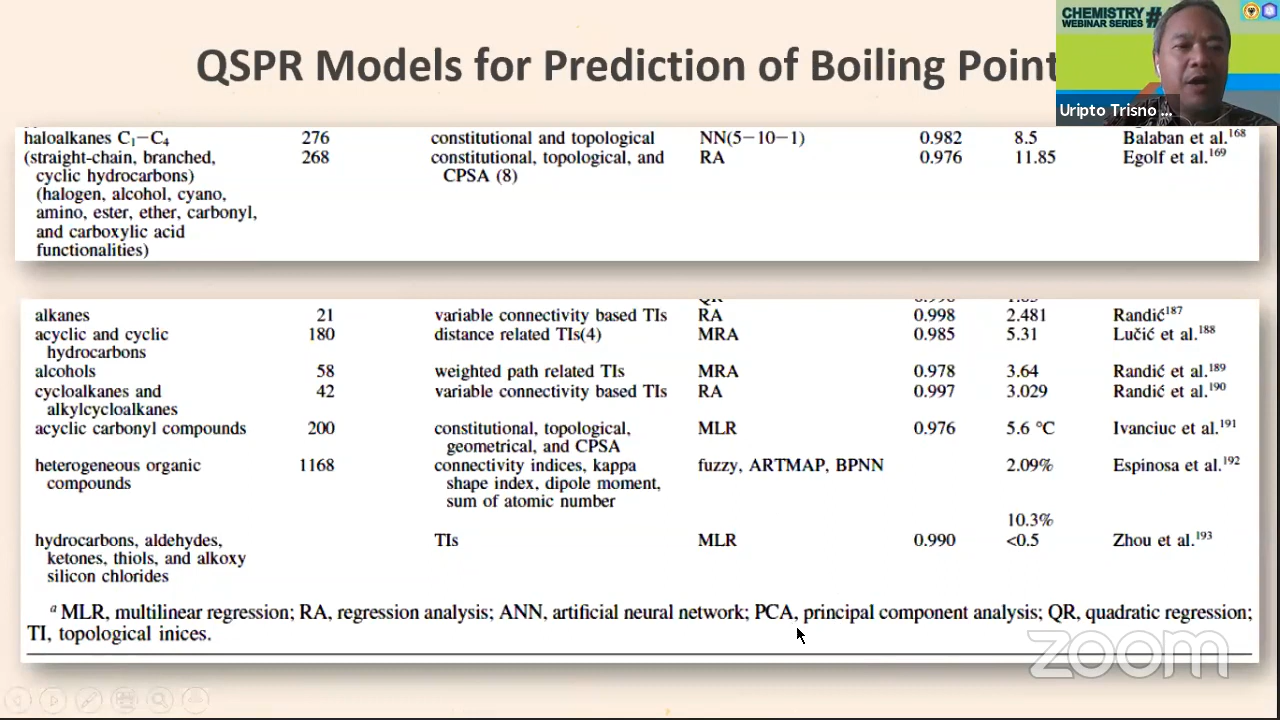 QSPR Models for Prediction of Boiling Point
CHEMISTRY #
WEBINAR SERIES
Uripto Trisno ...
haloalkanes C₁−C₄ 276 constitutional and topological NN(5−10−1) 0.982 8.5 Balaban et al.¹⁶⁸
(straight-chain, branched, 268 constitutional, topological, and RA 0.976 11.85 Egolf et al.¹⁶⁹
cyclic hydrocarbons) CPSA (8)
(halogen, alcohol, cyano,
amino, ester, ether, carbonyl,
and carboxylic acid
functionalities)
QR
alkanes 21 variable connectivity based TIs RA 0.998 2.481 Randić¹⁸⁷
acyclic and cyclic 180 distance related TIs(4) MRA 0.985 5.31 Lučić et al.¹⁸⁸
hydrocarbons
alcohols 58 weighted path related TIs MRA 0.978 3.64 Randić et al.¹⁸⁹
cycloalkanes and 42 variable connectivity based TIs RA 0.997 3.029 Randić et al.¹⁹⁰
alkylcycloalkanes
acyclic carbonyl compounds 200 constitutional, topological, MLR 0.976 5.6 °C Ivanciuc et al.¹⁹¹
geometrical, and CPSA
heterogeneous organic 1168 connectivity indices, kappa fuzzy, ARTMAP, BPNN 2.09% Espinosa et al.¹⁹²
compounds shape index, dipole moment,
sum of atomic number
10.3%
hydrocarbons, aldehydes, TIs MLR 0.990 <0.5 Zhou et al.¹⁹³
ketones, thiols, and alkoxy
silicon chlorides
ᵃ MLR, multilinear regression; RA, regression analysis; ANN, artificial neural network; PCA, principal component analysis; QR, quadratic regression;
TI, topological inices.
zoom